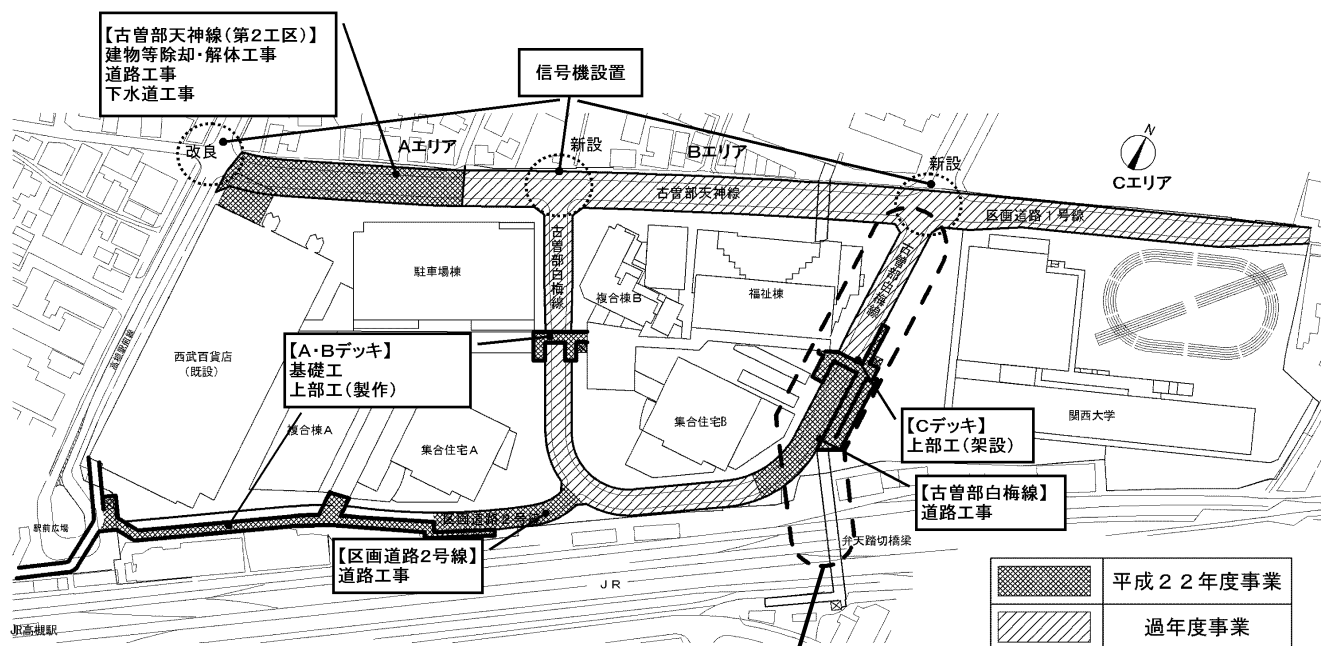 【古曽部天神線(第2工区)】
建物等除却・解体工事
道路工事
下水道工事
信号機設置
改良
Aエリア
新設
Bエリア
新設
N
Cエリア
古曽部天神線
区画道路1号線
古曽部白梅線
古曽部白梅線
駐車場棟
複合棟B
福祉棟
西武百貨店
(既設)
【A・Bデッキ】
基礎工
上部工(製作)
複合棟A
集合住宅A
集合住宅B
関西大学
【Cデッキ】
上部工(架設)
【古曽部白梅線】
道路工事
駅前広場
区画道路2号線
【区画道路2号線】
道路工事
弁天踏切橋梁
JR
JR高槻駅
平成22年度事業
過年度事業